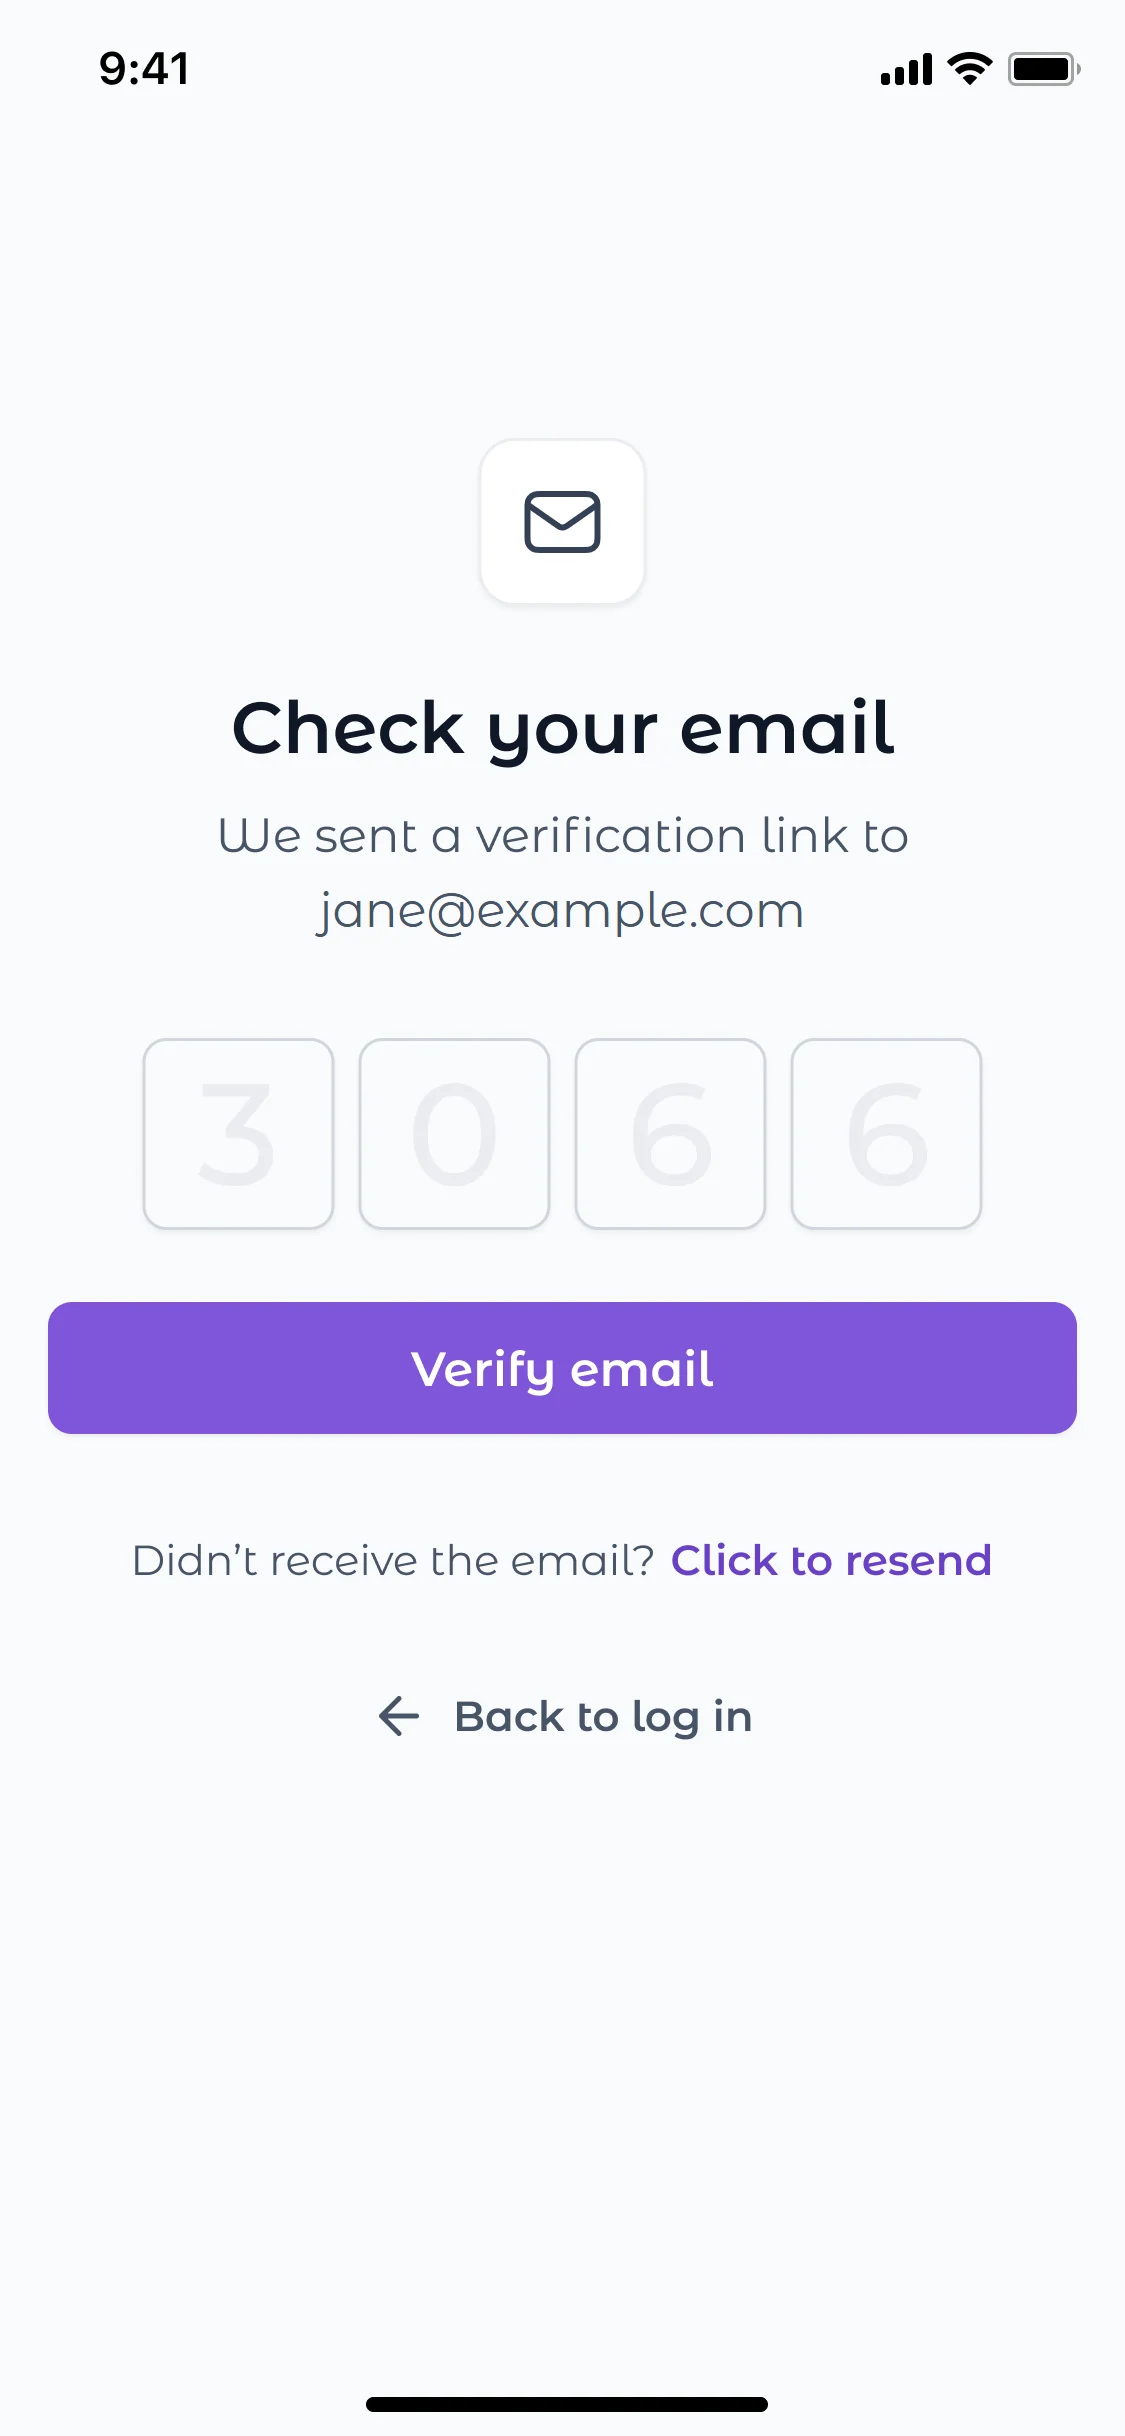 9:41
Check your email
We sent a verification link to
jane@example.com
3 0 6 6
Verify email
Didn’t receive the email? Click to resend
Back to log in